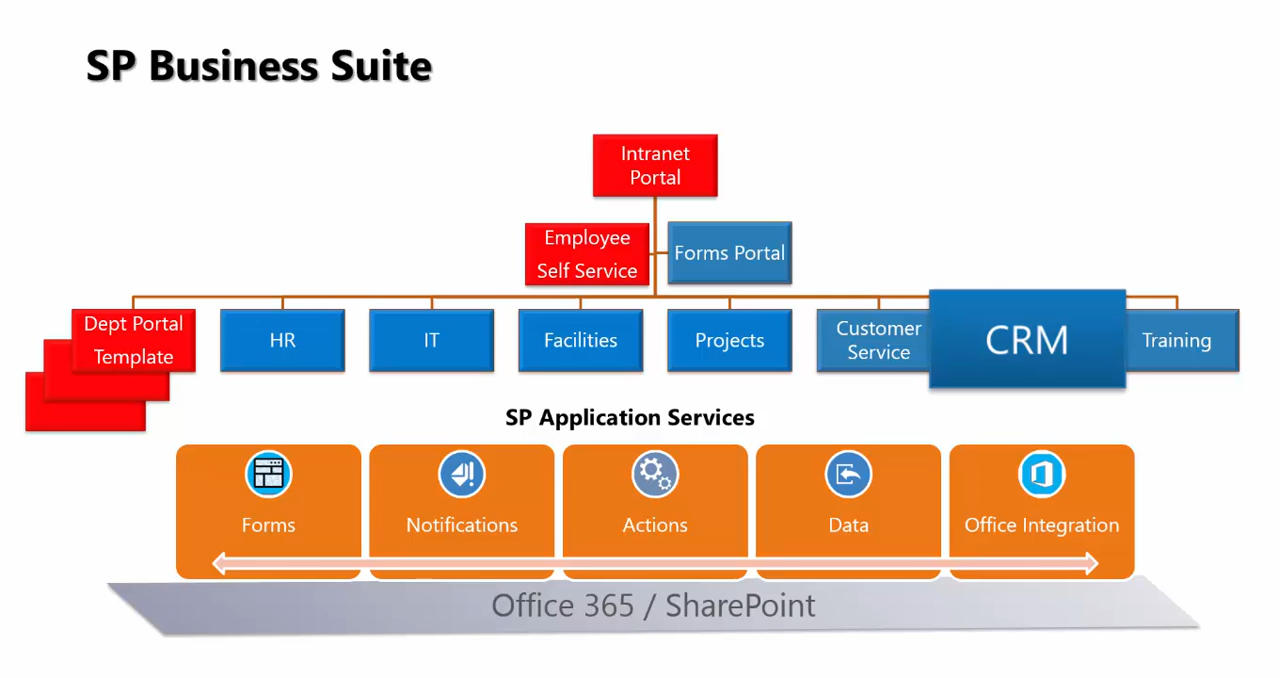 SP Business Suite
Intranet
Portal
Employee
Self Service
Forms Portal
Dept Portal
Template
HR
IT
Facilities
Projects
Customer
Service
CRM
Training
SP Application Services
Forms
Notifications
Actions
Data
Office Integration
Office 365 / SharePoint